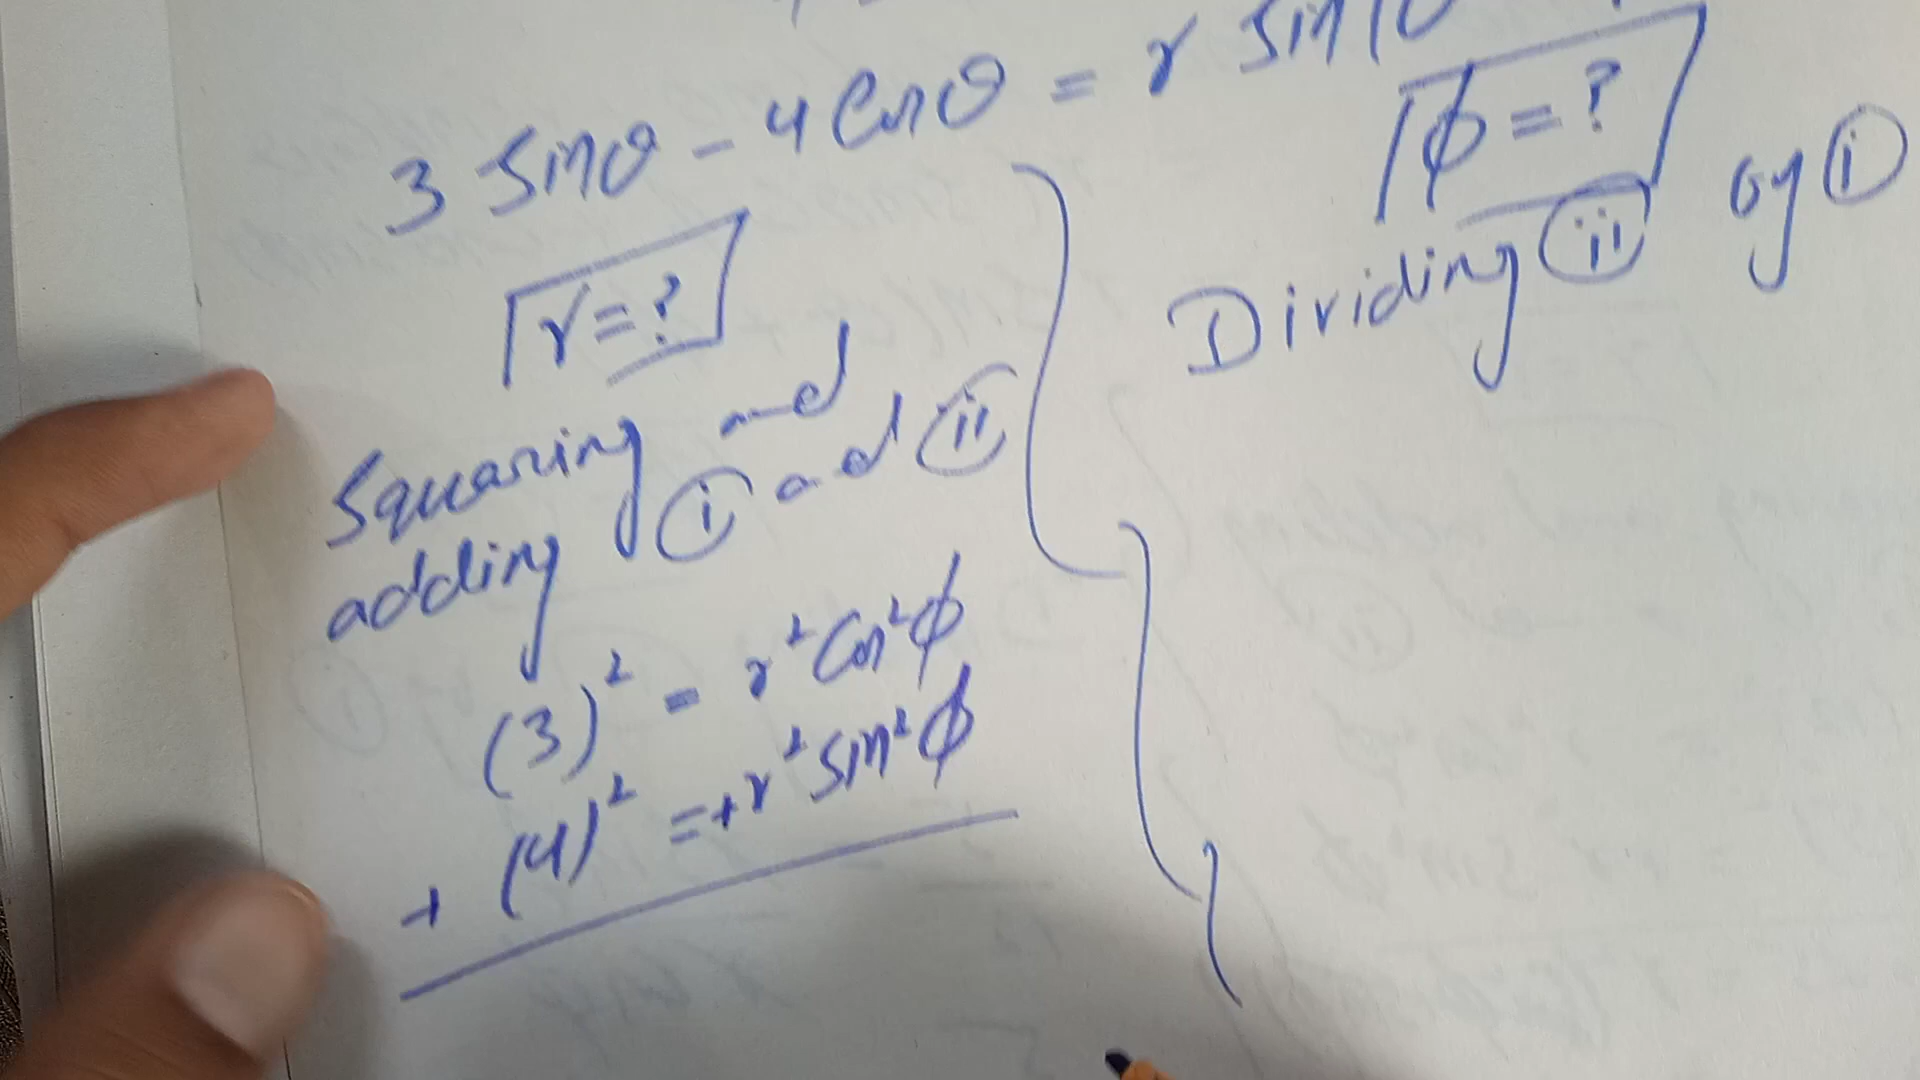 3 Sinθ - 4 Cosθ = r Sin(θ
r = ?
Squaring and
adding (i) and (ii)
(3)² = r² Cos²ϕ
+ (4)² = + r² Sin²ϕ
ϕ = ?
Dividing (ii) by (i)